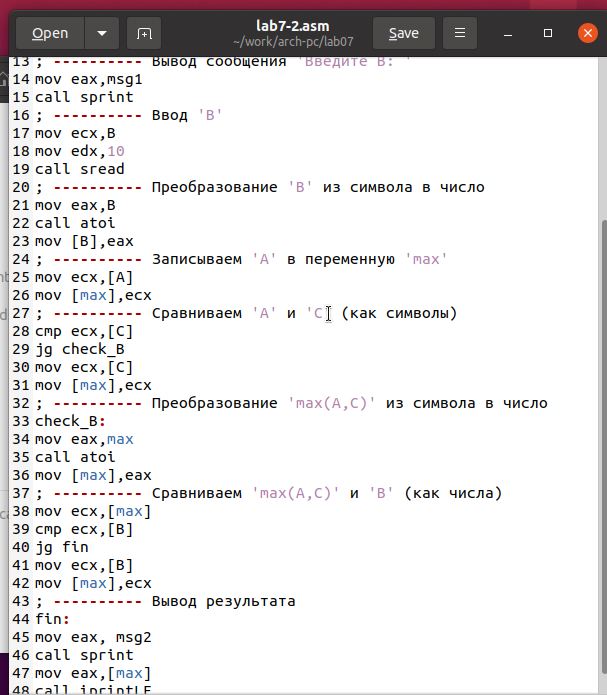 Open
lab7-2.asm
~/work/arch-pc/lab07
Save
13 ; ---------- Вывод сообщения 'Введите B: '
14 mov eax,msg1
15 call sprint
16 ; ---------- Ввод 'B'
17 mov ecx,B
18 mov edx,10
19 call sread
20 ; ---------- Преобразование 'B' из символа в число
21 mov eax,B
22 call atoi
23 mov [B],eax
24 ; ---------- Записываем 'A' в переменную 'max'
25 mov ecx,[A]
26 mov [max],ecx
27 ; ---------- Сравниваем 'A' и 'C' (как символы)
28 cmp ecx,[C]
29 jg check_B
30 mov ecx,[C]
31 mov [max],ecx
32 ; ---------- Преобразование 'max(A,C)' из символа в число
33 check_B:
34 mov eax,max
35 call atoi
36 mov [max],eax
37 ; ---------- Сравниваем 'max(A,C)' и 'B' (как числа)
38 mov ecx,[max]
39 cmp ecx,[B]
40 jg fin
41 mov ecx,[B]
42 mov [max],ecx
43 ; ---------- Вывод результата
44 fin:
45 mov eax, msg2
46 call sprint
47 mov eax,[max]
48 call iprintLF